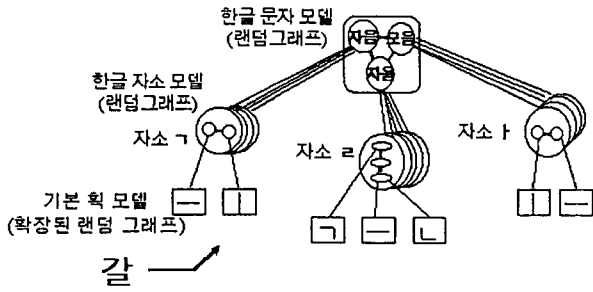 한글 문자 모델
(랜덤그래프)
자음 모음
자음
한글 자소 모델
(랜덤그래프)
자소 ㄱ
자소 ㄹ
자소 ㅏ
기본 획 모델
(확장된 랜덤 그래프)
ㅡ ㅣ
ㄱ ㅡ ㄴ
ㅣ ㅡ
갈